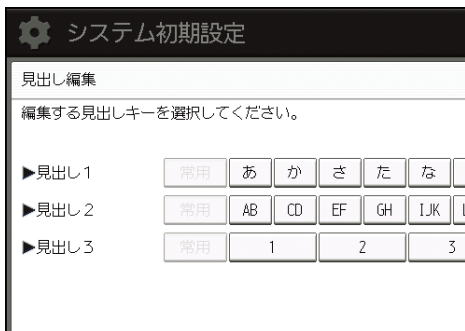 システム初期設定
見出し編集
編集する見出しキーを選択してください。
▶見出し1 常用 あ か さ た な
▶見出し2 常用 AB CD EF GH IJK
▶見出し3 常用 1 2 3